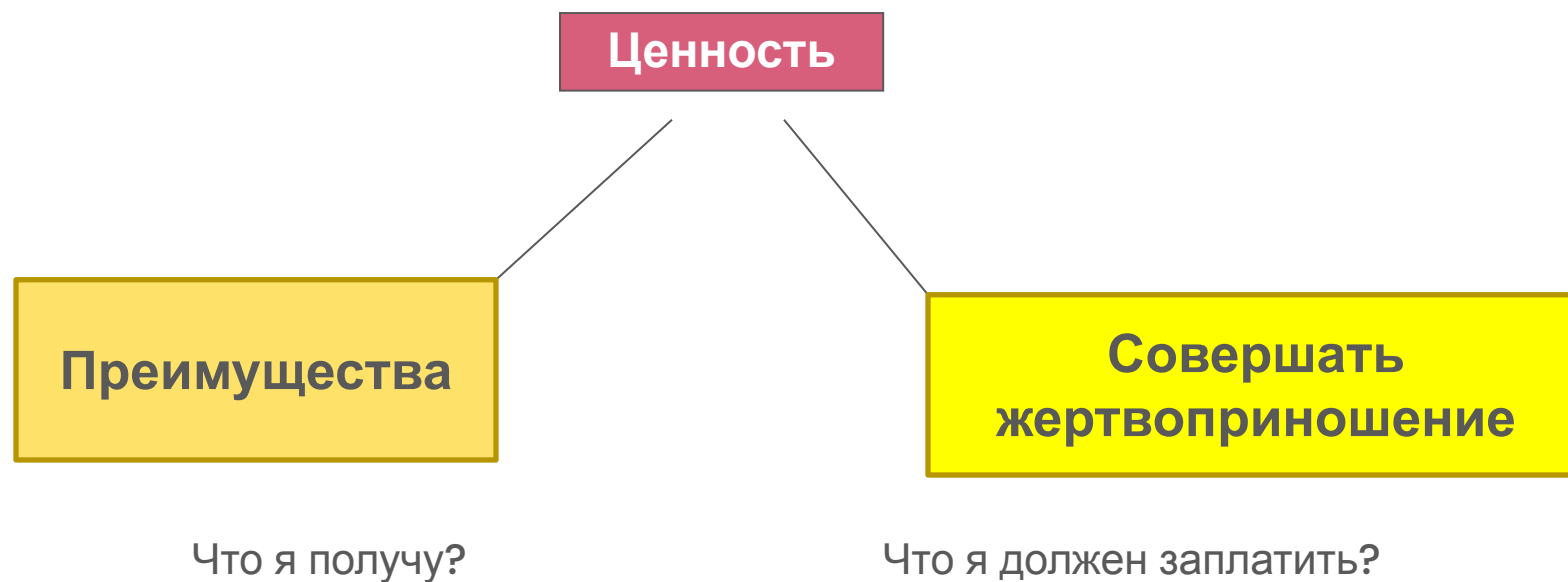 Ценность
Преимущества
Совершать
жертвоприношение
Что я получу?
Что я должен заплатить?